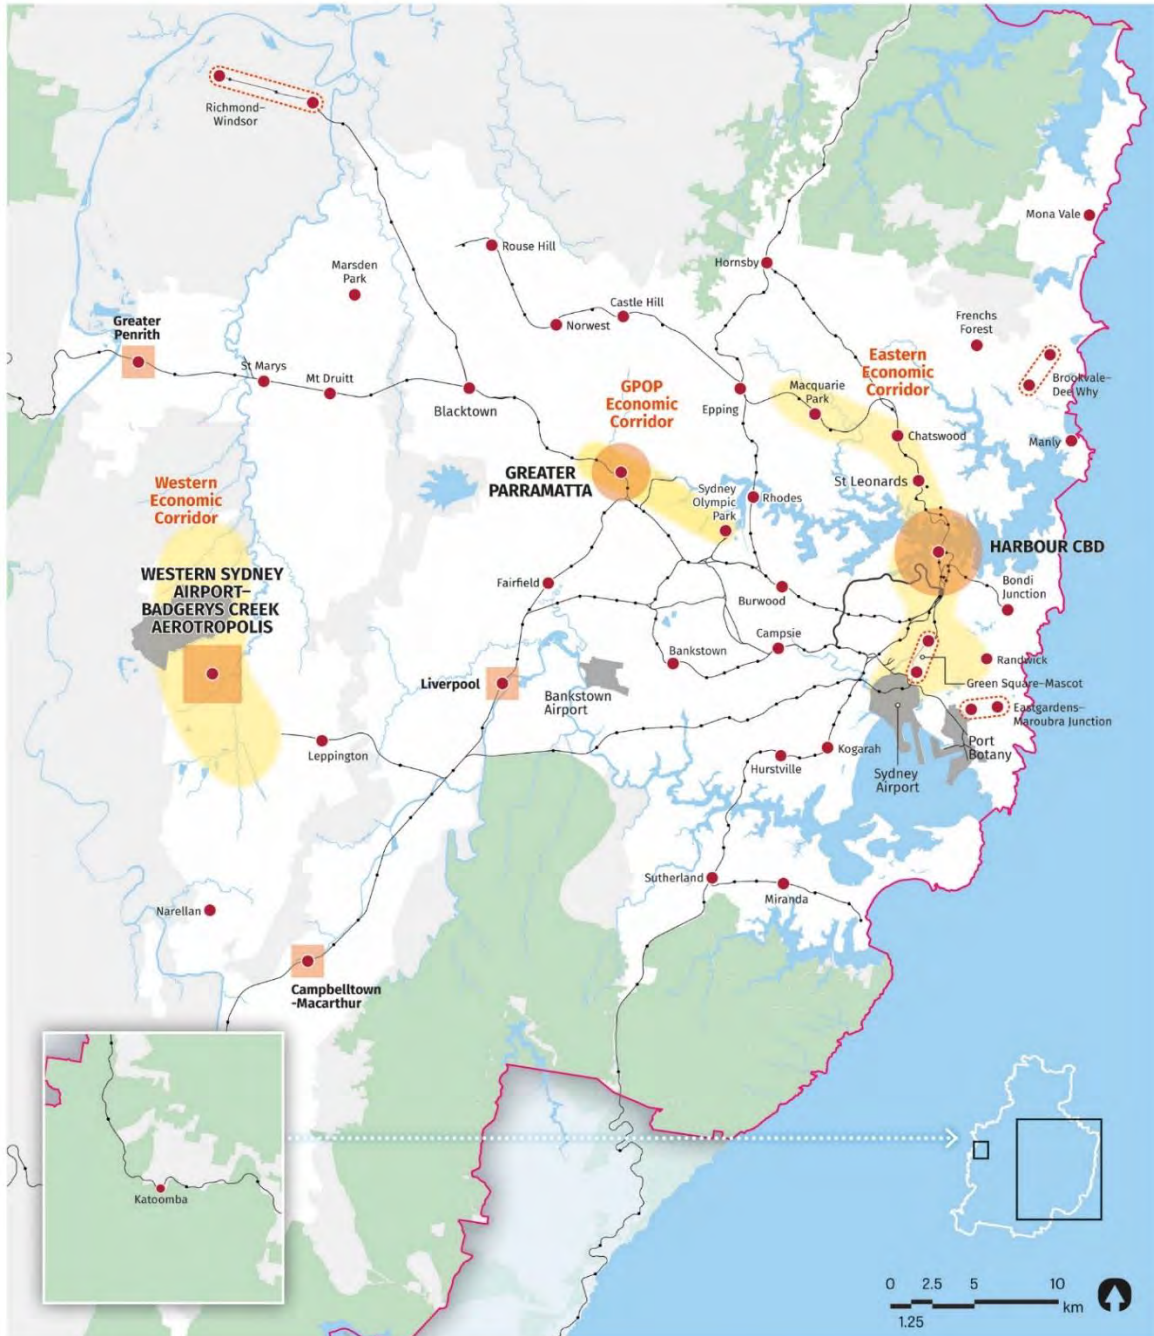 Richmond–
Windsor
Mona Vale
Rouse Hill
Hornsby
Marsden
Park
Castle Hill
Norwest
Frenchs
Forest
Greater
Penrith
St Marys
Mt Druitt
Blacktown
GPOP
Economic
Corridor
Epping
Macquarie
Park
Eastern
Economic
Corridor
Brookvale–
Dee Why
Chatswood
Manly
GREATER
PARRAMATTA
Sydney
Olympic
Park
Rhodes
St Leonards
Western
Economic
Corridor
HARBOUR CBD
WESTERN SYDNEY
AIRPORT–
BADGERYS CREEK
AEROTROPOLIS
Fairfield
Burwood
Bondi
Junction
Campsie
Bankstown
Randwick
Liverpool
Bankstown
Airport
Green Square–Mascot
Eastgardens–
Maroubra Junction
Leppington
Hurstville
Kogarah
Port
Botany
Sydney
Airport
Sutherland
Miranda
Narellan
Campbelltown
-Macarthur
Katoomba
0 2.5 5 10
km
1.25